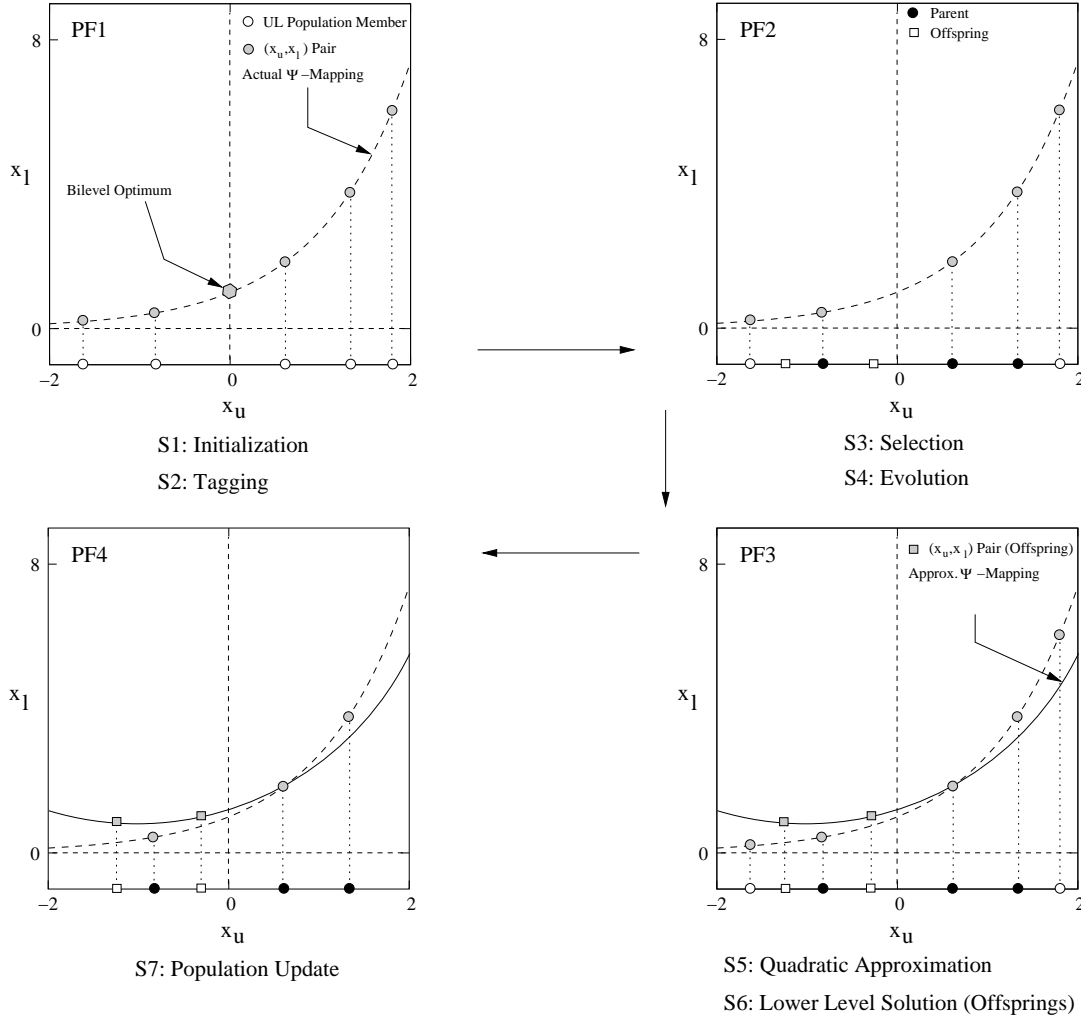 PF1
UL Population Member
(x_u,x_l) Pair
Actual Ψ–Mapping
Bilevel Optimum
8
x_l
0
−2
0
2
x_u
S1: Initialization
S2: Tagging
PF2
Parent
Offspring
8
x_l
0
−2
0
2
x_u
S3: Selection
S4: Evolution
PF4
8
x_l
0
−2
0
2
x_u
S7: Population Update
PF3
(x_u,x_l) Pair (Offspring)
Approx. Ψ–Mapping
8
x_l
0
−2
0
2
x_u
S5: Quadratic Approximation
S6: Lower Level Solution (Offsprings)